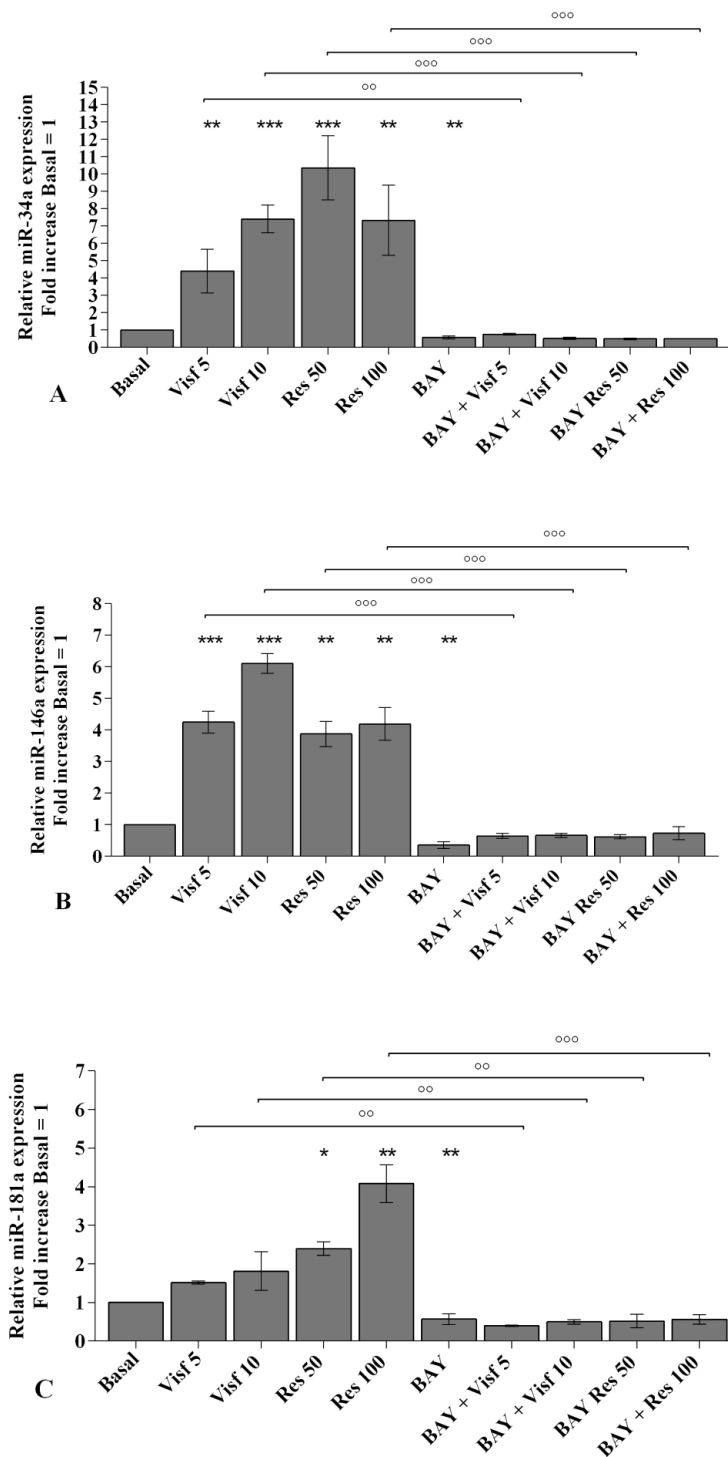 °°°
°°°
°°°
°°
15
14
13
12
11
10
9
8
7
6
5
4
3
2
1
0
Relative miR-34a expression
Fold increase Basal = 1
** *** *** ** **
Basal
Visf 5
Visf 10
Res 50
Res 100
BAY
BAY + Visf 5
BAY + Visf 10
BAY Res 50
BAY + Res 100
A
°°°
°°°
°°°
°°°
8
7
6
5
4
3
2
1
0
Relative miR-146a expression
Fold increase Basal = 1
*** *** ** ** **
Basal
Visf 5
Visf 10
Res 50
Res 100
BAY
BAY + Visf 5
BAY + Visf 10
BAY Res 50
BAY + Res 100
B
°°°
°°
°°
°°
7
6
5
4
3
2
1
0
Relative miR-181a expression
Fold increase Basal = 1
* ** **
Basal
Visf 5
Visf 10
Res 50
Res 100
BAY
BAY + Visf 5
BAY + Visf 10
BAY Res 50
BAY + Res 100
C